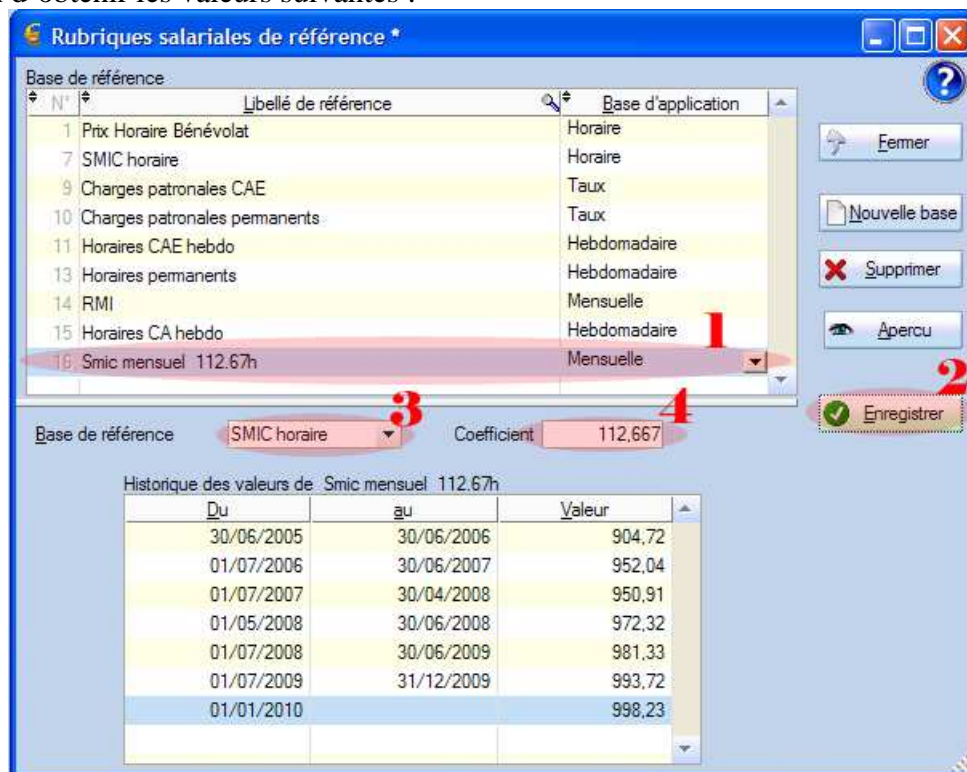 d'obtenir les valeurs suivantes :
Rubriques salariales de référence *
Base de référence
N° Libellé de référence Base d'application
1 Prix Horaire Bénévolat Horaire
Fermer
7 SMIC horaire Horaire
9 Charges patronales CAE Taux
10 Charges patronales permanents Taux
Nouvelle base
11 Horaires CAE hebdo Hebdomadaire
13 Horaires permanents Hebdomadaire
Supprimer
14 RMI Mensuelle
15 Horaires CA hebdo Hebdomadaire
1
Apercu
16 Smic mensuel 112.67h Mensuelle
2
Enregistrer
3
4
Base de référence SMIC horaire Coefficient 112,667
Historique des valeurs de Smic mensuel 112.67h
Du au Valeur
30/06/2005 30/06/2006 904,72
01/07/2006 30/06/2007 952,04
01/07/2007 30/04/2008 950,91
01/05/2008 30/06/2008 972,32
01/07/2008 30/06/2009 981,33
01/07/2009 31/12/2009 993,72
01/01/2010 998,23